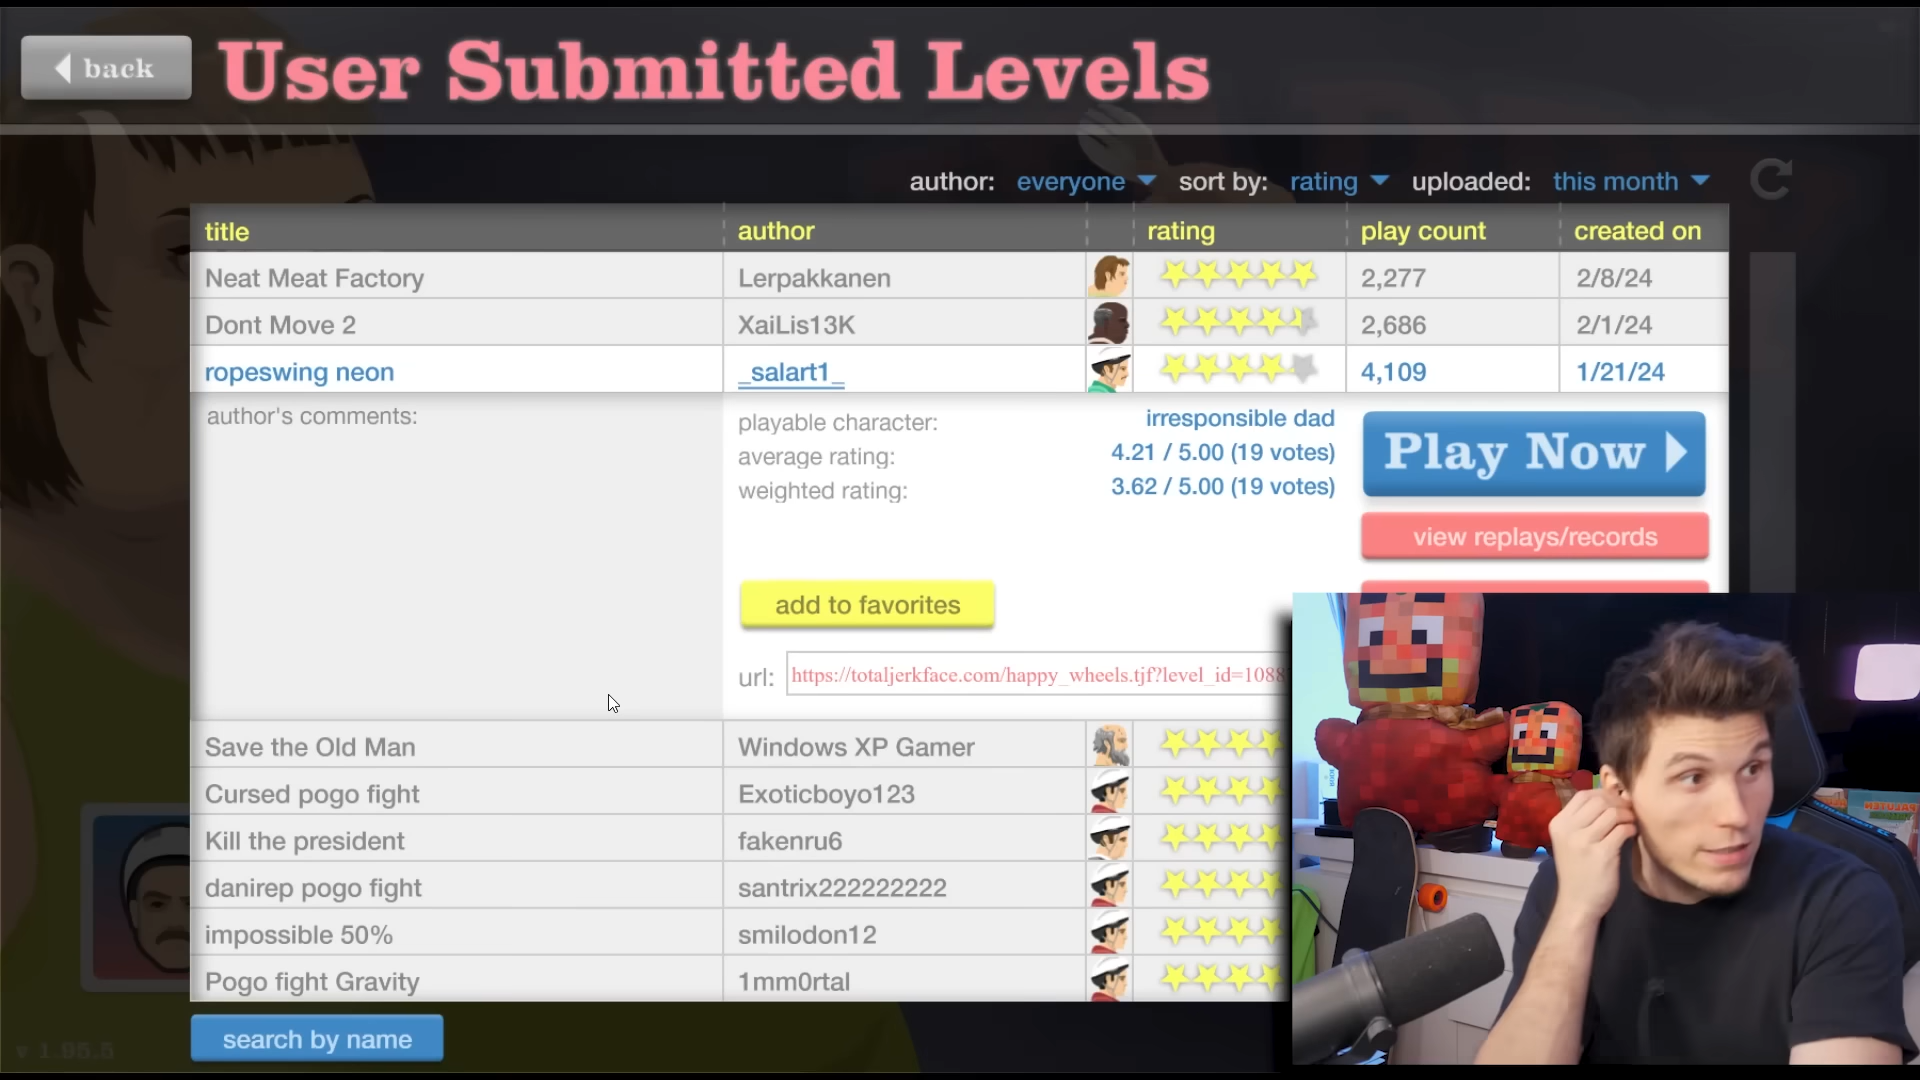 back
User Submitted Levels
author: everyone sort by: rating uploaded: this month
title author rating play count created on
Neat Meat Factory Lerpakkanen 2,277 2/8/24
Dont Move 2 XaiLis13K 2,686 2/1/24
ropeswing neon _salart1_ 4,109 1/21/24
author's comments:
playable character: irresponsible dad
average rating: 4.21 / 5.00 (19 votes)
weighted rating: 3.62 / 5.00 (19 votes)
Play Now
view replays/records
add to favorites
url: https://totaljerkface.com/happy_wheels.tjf?level_id=1088
Save the Old Man Windows XP Gamer
Cursed pogo fight Exoticboyo123
Kill the president fakenru6
danirep pogo fight santrix222222222
impossible 50% smilodon12
Pogo fight Gravity 1mm0rtal
search by name
v 1.95.5